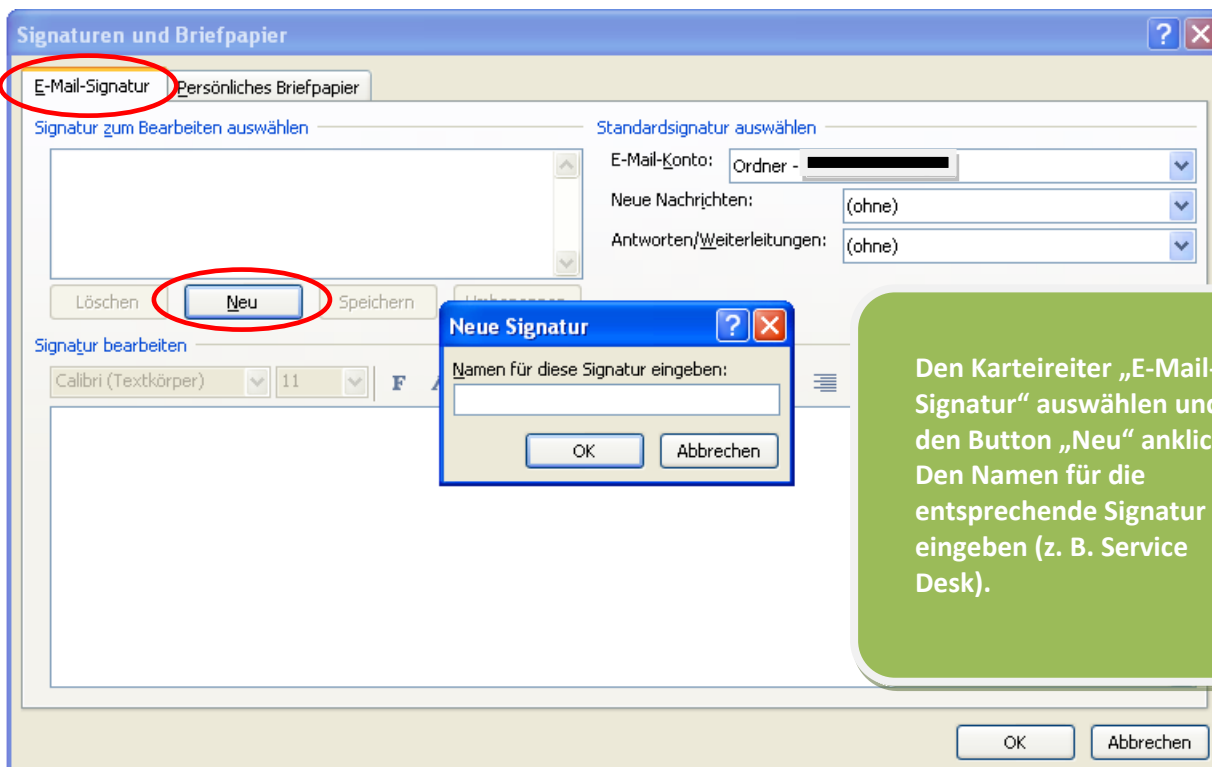 Signaturen und Briefpapier
E-Mail-Signatur
Persönliches Briefpapier
Signatur zum Bearbeiten auswählen
Standardsignatur auswählen
E-Mail-Konto:
Ordner -
Neue Nachrichten:
(ohne)
Antworten/Weiterleitungen:
(ohne)
Löschen
Neu
Speichern
Signatur bearbeiten
Calibri (Textkörper)
11
F
Neue Signatur
Namen für diese Signatur eingeben:
OK
Abbrechen
Den Karteireiter „E-Mail-
Signatur“ auswählen und
den Button „Neu“ anklic
Den Namen für die
entsprechende Signatur
eingeben (z. B. Service
Desk).
OK
Abbrechen